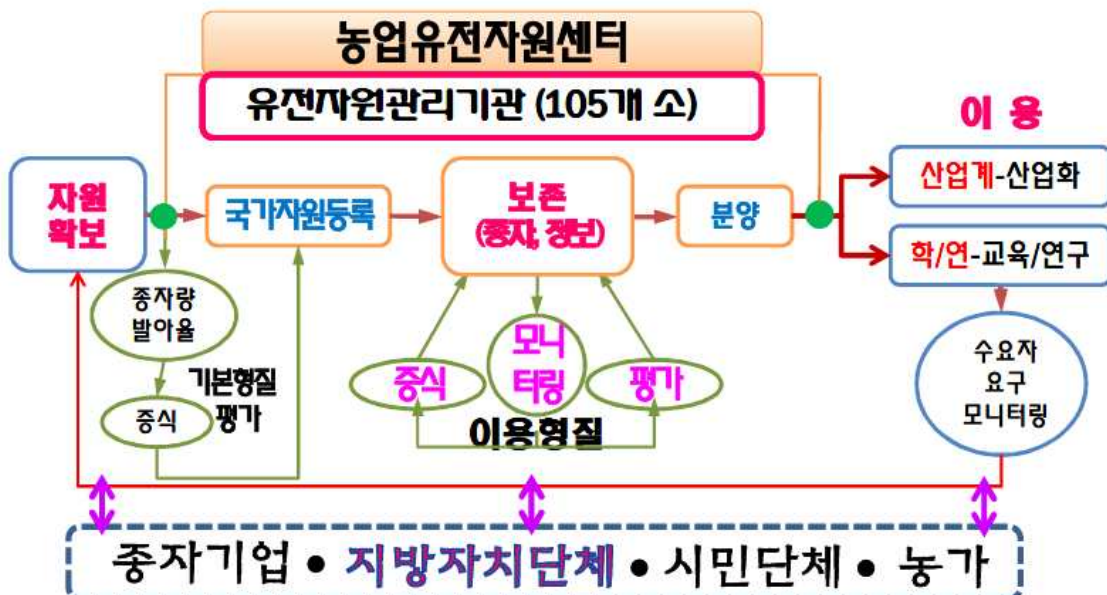 농업유전자원센터
유전자원관리기관 (105개 소)
이 용
자원
확보
국가자원등록
보존
(종자, 정보)
분양
산업계-산업화
학/연-교육/연구
종자량
발아율
기본형질
평가
증식
증식
모니
터링
평가
이용형질
수요자
요구
모니터링
종자기업 • 지방자치단체 • 시민단체 • 농가